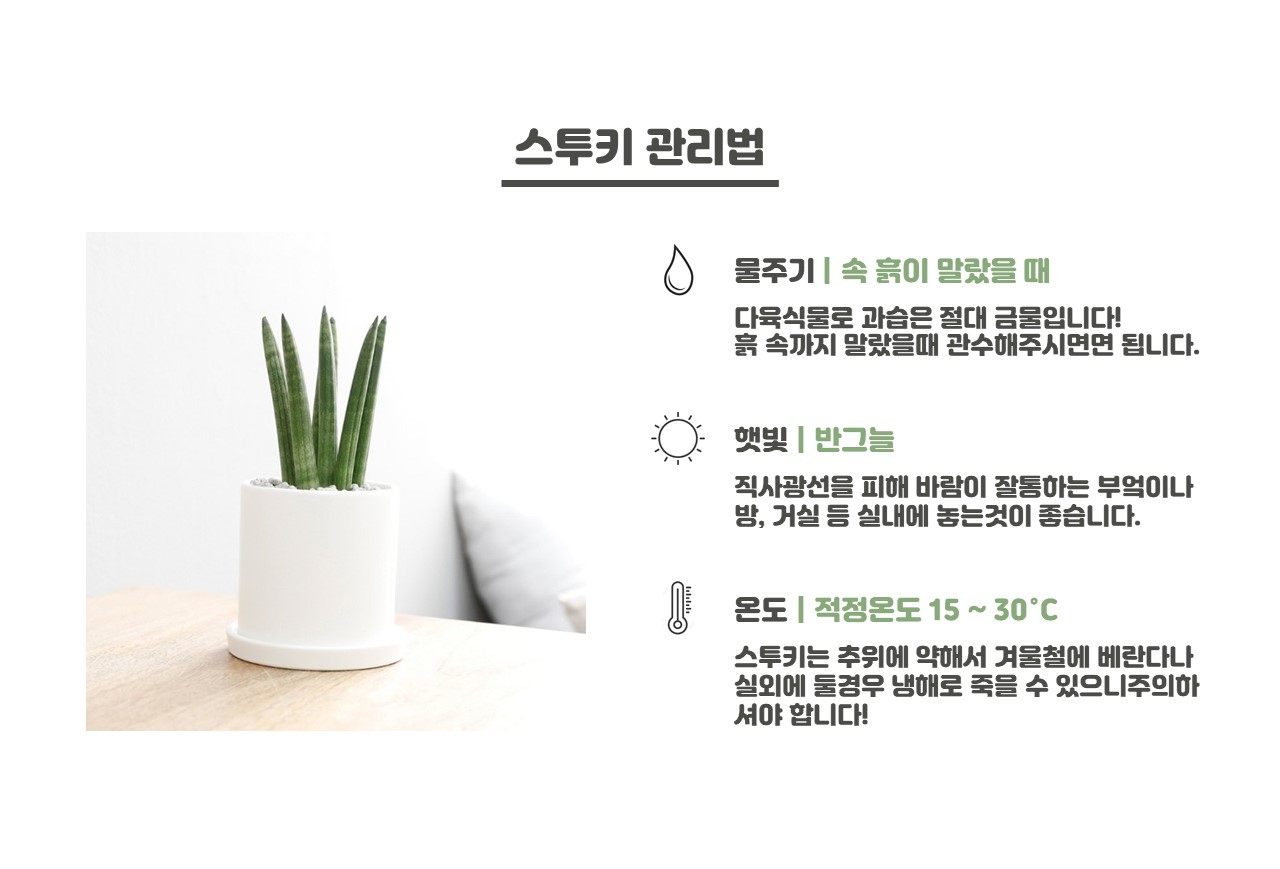 스투키 관리법
물주기 | 속 흙이 말랐을 때
다육식물로 과습은 절대 금물입니다!
흙 속까지 말랐을때 관수해주시면면 됩니다.
햇빛 | 반그늘
직사광선을 피해 바람이 잘통하는 부엌이나
방, 거실 등 실내에 놓는것이 좋습니다.
온도 | 적정온도 15 ~ 30°C
스투키는 추위에 약해서 겨울철에 베란다나
실외에 둘경우 냉해로 죽을 수 있으니주의하
셔야 합니다!